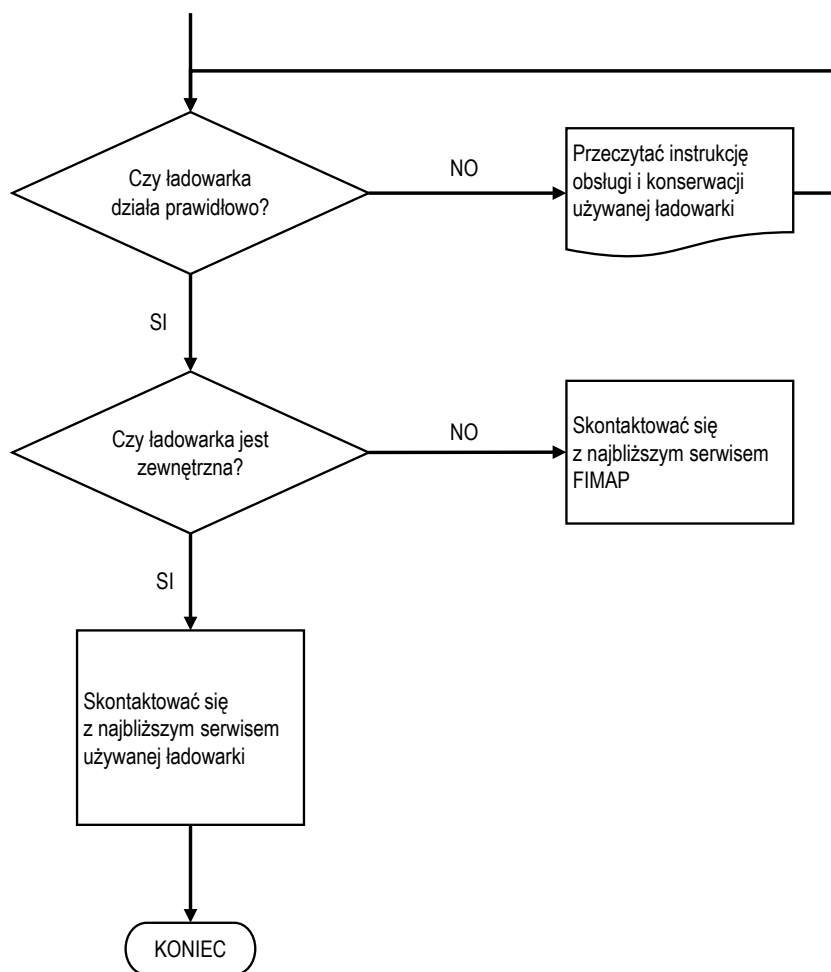 Czy ładowarka
działa prawidłowo?
NO
Przeczytać instrukcję
obsługi i konserwacji
używanej ładowarki
SI
Czy ładowarka jest
zewnętrzna?
NO
Skontaktować się
z najbliższym serwisem
FIMAP
SI
Skontaktować się
z najbliższym serwisem
używanej ładowarki
KONIEC